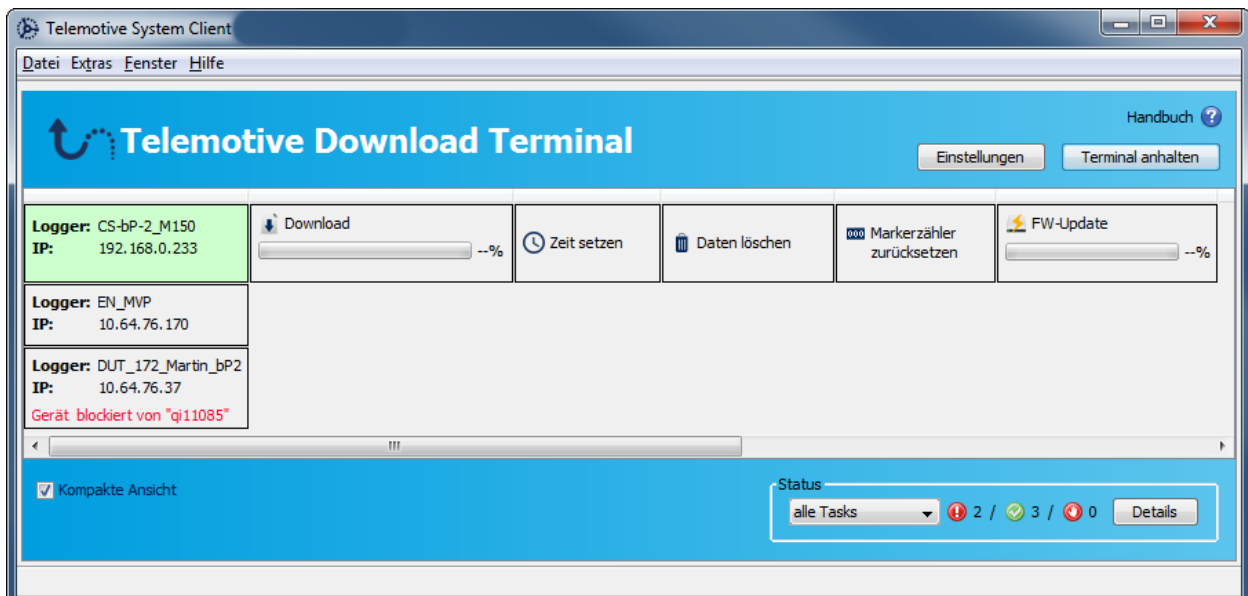 Telemotive System Client
Datei Extras Fenster Hilfe
Handbuch
Telemotive Download Terminal
Einstellungen Terminal anhalten
Logger: CS-bP-2_M150
IP: 192.168.0.233
Download
--%
Zeit setzen
Daten löschen
000 Markerzähler
zurücksetzen
FW-Update
--%
Logger: EN_MVP
IP: 10.64.76.170
Logger: DUT_172_Martin_bP2
IP: 10.64.76.37
Gerät blockiert von "qi11085"
Kompakte Ansicht
Status
alle Tasks 2 / 3 / 0 Details